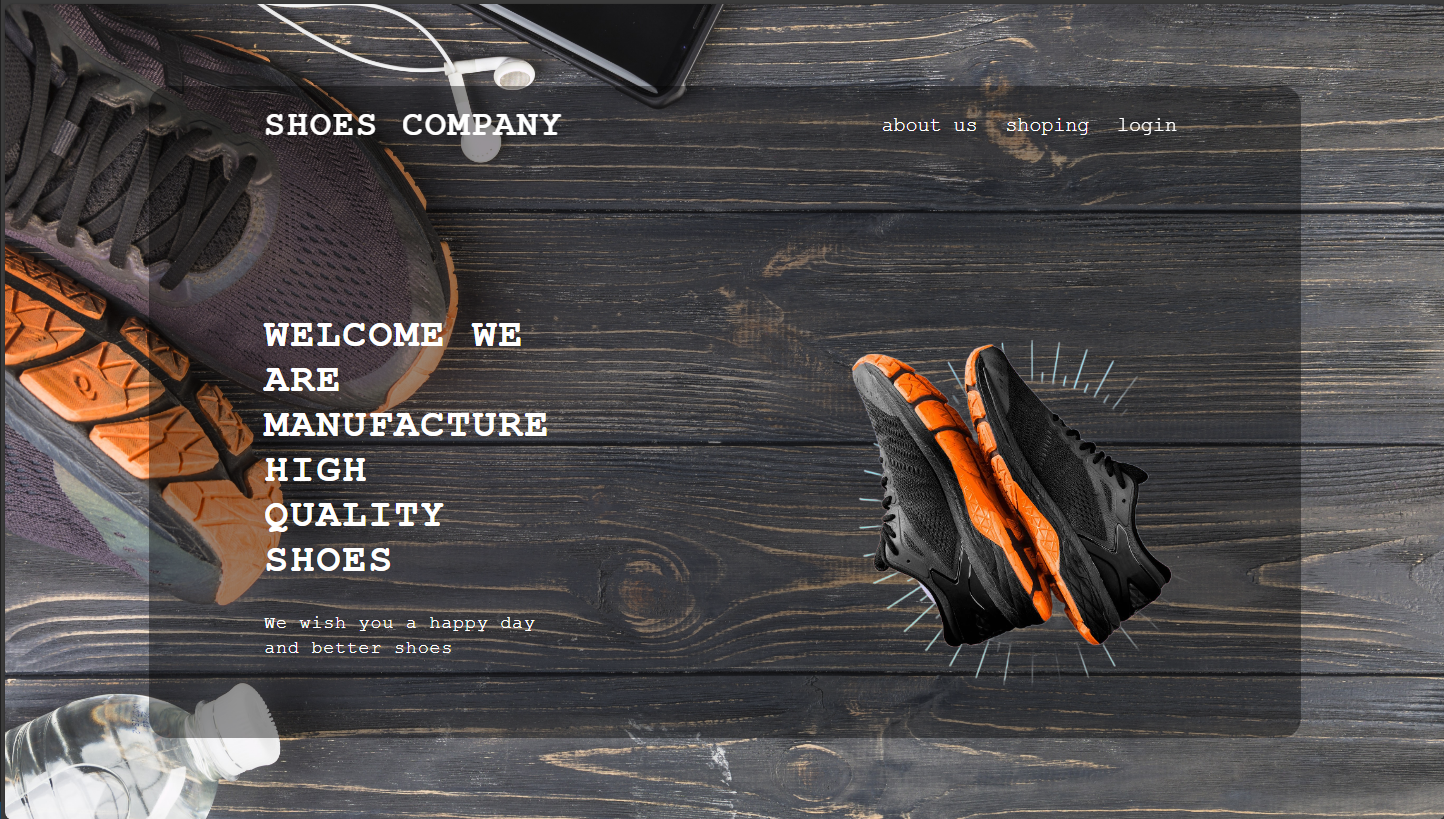 SHOES COMPANY
about us shoping login
WELCOME WE
ARE
MANUFACTURE
HIGH
QUALITY
SHOES
We wish you a happy day
and better shoes